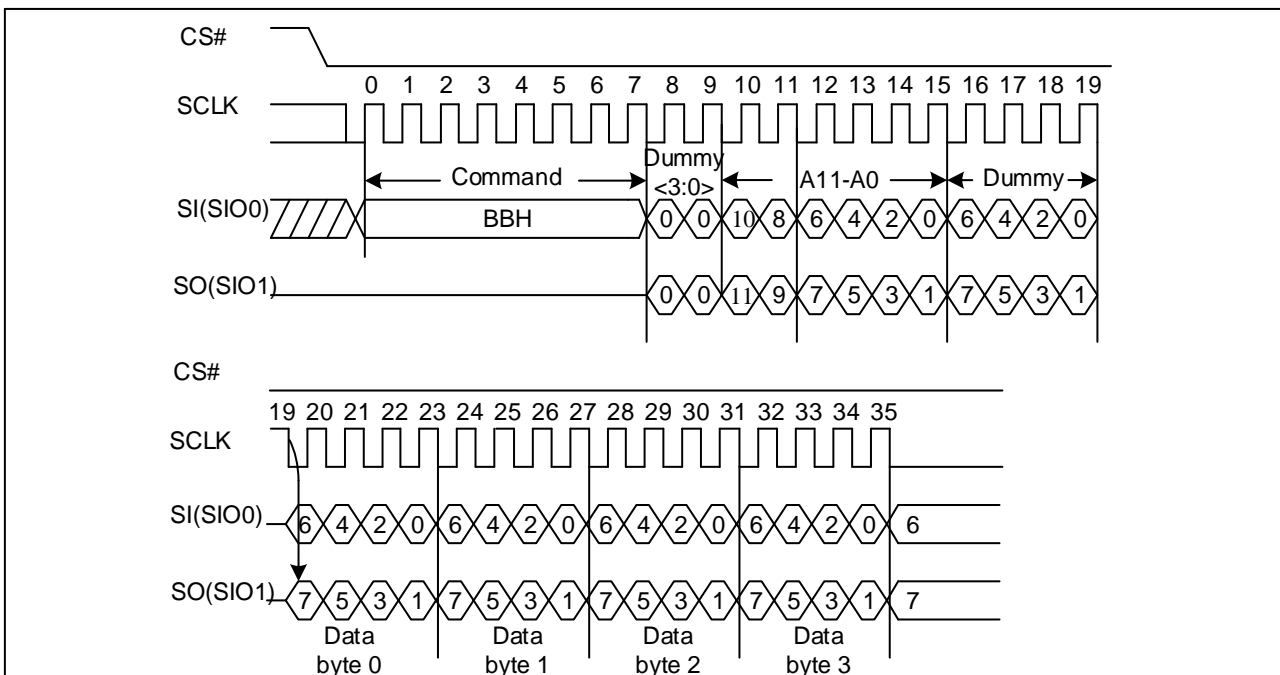 CS#
0 1 2 3 4 5 6 7 8 9 10 11 12 13 14 15 16 17 18 19
SCLK
Command
Dummy
<3:0>
A11-A0
Dummy
SI(SIO0)
BBH
0 0 10 8 6 4 2 0 6 4 2 0
SO(SIO1)
0 0 11 9 7 5 3 1 7 5 3 1
CS#
19 20 21 22 23 24 25 26 27 28 29 30 31 32 33 34 35
SCLK
SI(SIO0)
6 4 2 0 6 4 2 0 6 4 2 0 6 4 2 0 6
SO(SIO1)
7 5 3 1 7 5 3 1 7 5 3 1 7 5 3 1 7
Data Data Data Data
byte 0 byte 1 byte 2 byte 3